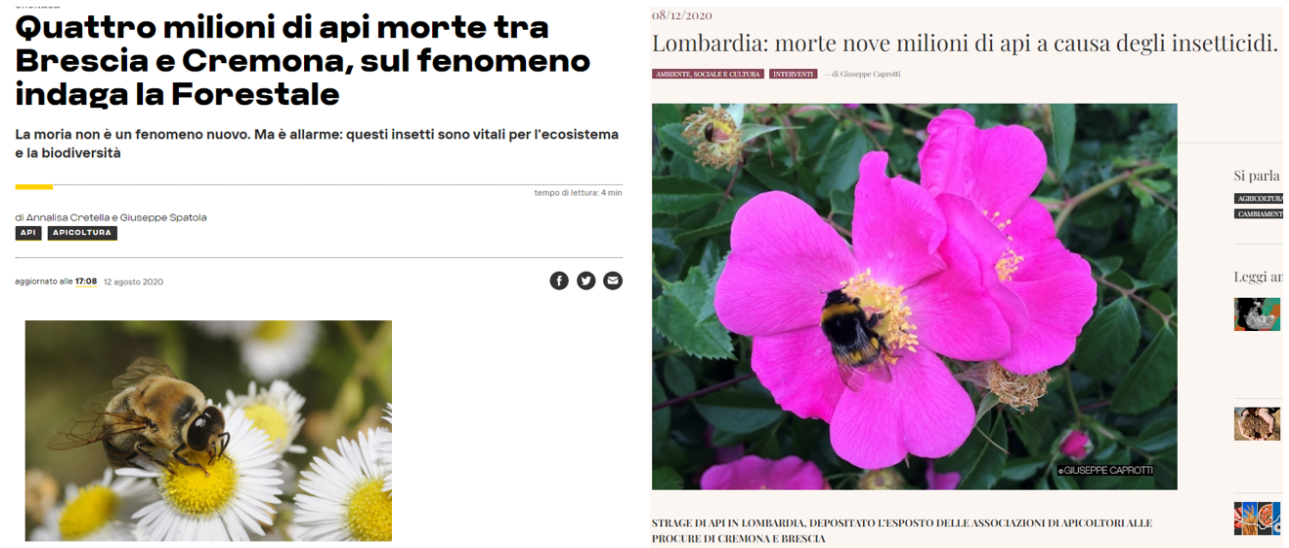 Quattro milioni di api morte tra
Brescia e Cremona, sul fenomeno
indaga la Forestale
La moria non è un fenomeno nuovo. Ma è allarme: questi insetti sono vitali per l'ecosistema
e la biodiversità
tempo di lettura: 4 min
di Annalisa Cretella e Giuseppe Spatola
API APICOLTURA
aggiornato alle 17:08 12 agosto 2020
08/12/2020
Lombardia: morte nove milioni di api a causa degli insetticidi.
AMBIENTE, SOCIALE E CULTURA INTERVENTI — di Giuseppe Caprotti
©GIUSEPPE CAPROTTI
STRAGE DI API IN LOMBARDIA, DEPOSITATO L'ESPOSTO DELLE ASSOCIAZIONI DI APICOLTORI ALLE
PROCURE DI CREMONA E BRESCIA
Si parla
AGRICOLTURA
CAMBIAMENT
Leggi an